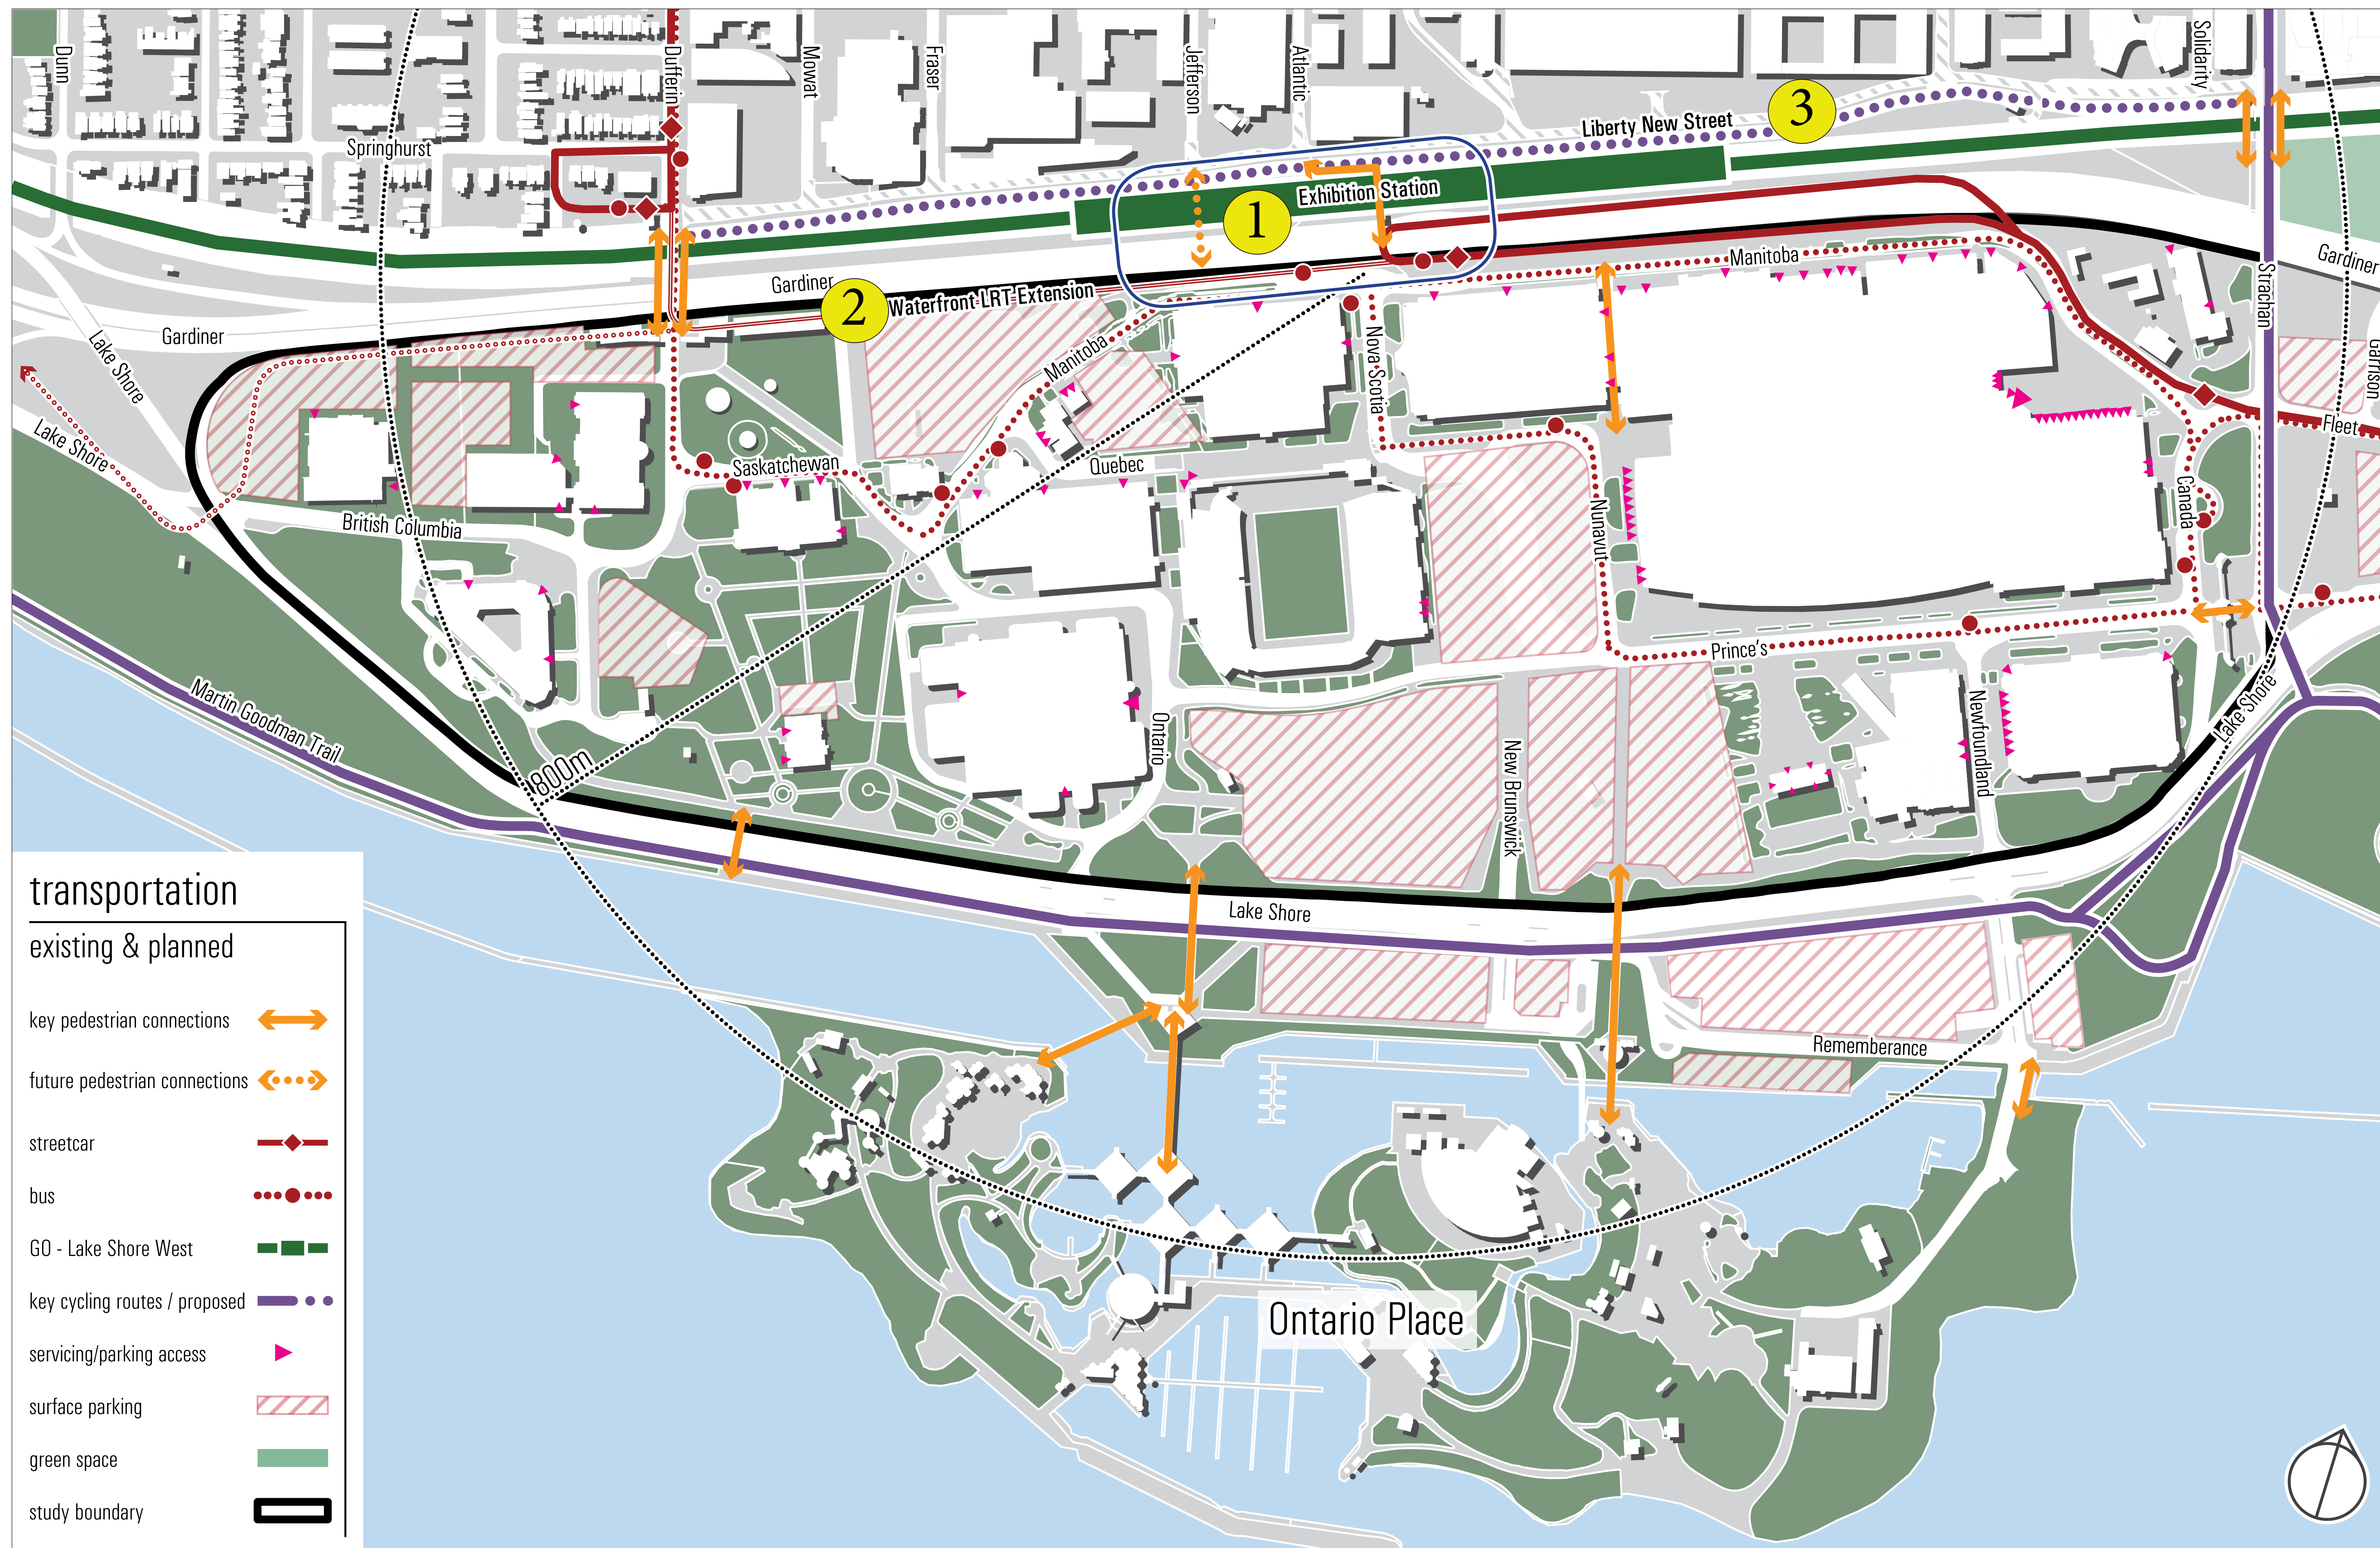 Dunn
Dufferin
Mowat
Fraser
Jefferson
Atlantic
Solidarity
3
Liberty New Street
Springhurst
Exhibition Station
1
Gardiner
Manitoba
Gardiner
Waterfront LRT Extension
2
Strachan
Gardiner
Lake Shore
Manitoba
Nova Scotia
Garrison
Fleet
Lake Shore
Saskatchewan
Quebec
British Columbia
Nunavut
Canada
Prince's
Martin Goodman Trail
Ontario
New Brunswick
Newfoundland
Lake Shore
800m
Lake Shore
Rememberance
Ontario Place
transportation
existing & planned
key pedestrian connections
future pedestrian connections
streetcar
bus
GO - Lake Shore West
key cycling routes / proposed
servicing/parking access
surface parking
green space
study boundary